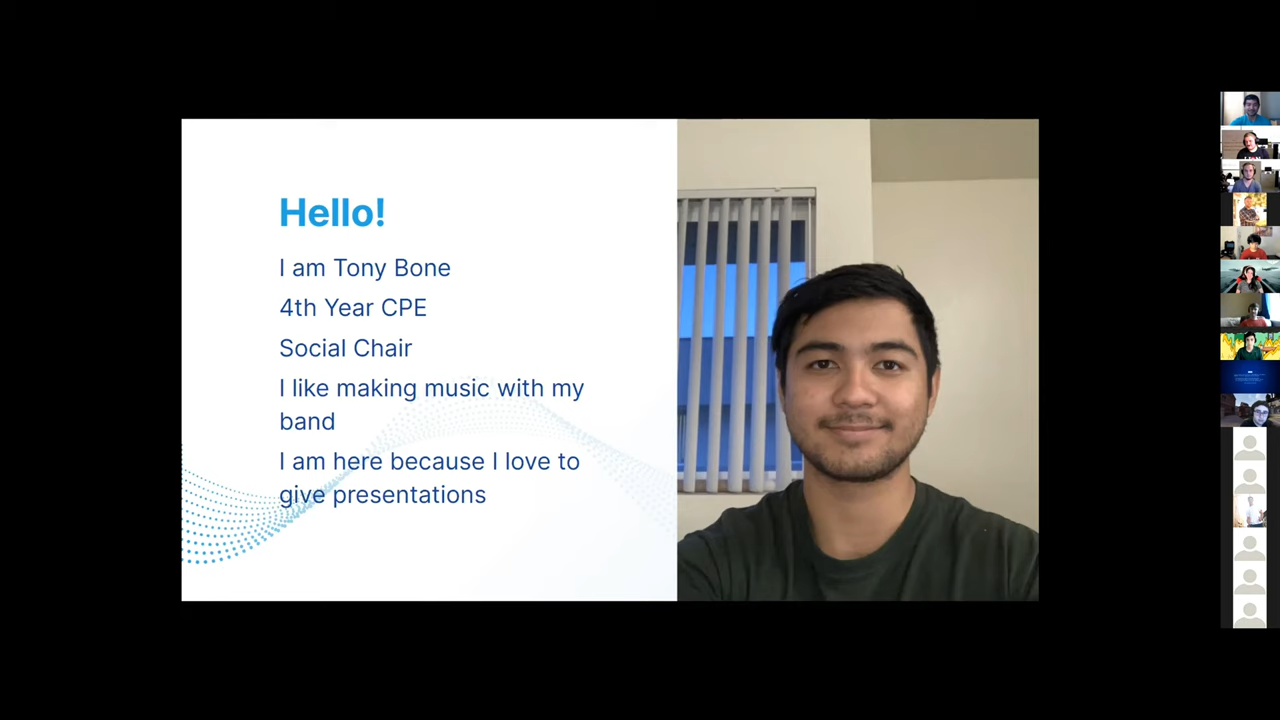 Hello!
I am Tony Bone
4th Year CPE
Social Chair
I like making music with my
band
I am here because I love to
give presentations